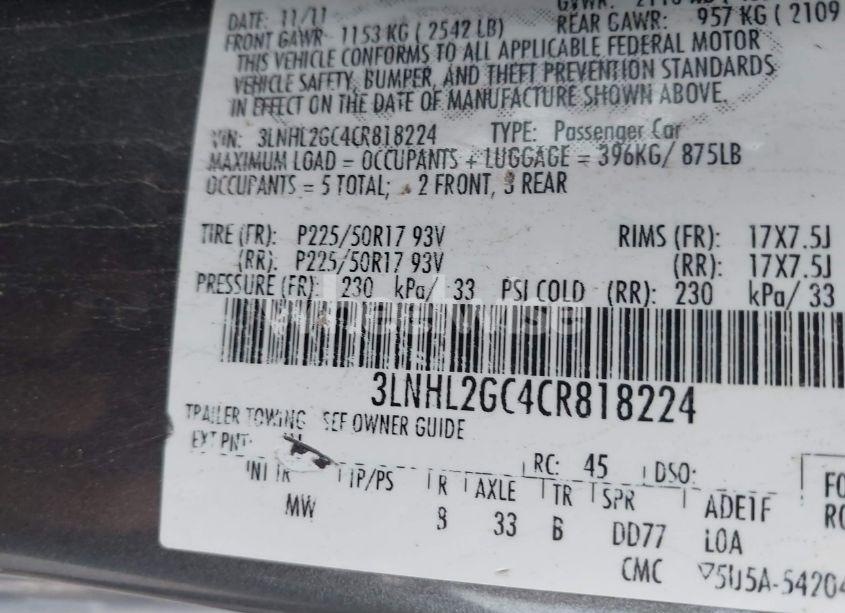 DATE: 11/11
FRONT GAWR 1153 KG ( 2542 LB) REAR GAWR: 957 KG ( 2109
THIS VEHICLE CONFORMS TO ALL APPLICABLE FEDERAL MOTOR
VEHICLE SAFETY, BUMPER, AND THEFT PREVENTION STANDARDS
IN EFFECT ON THE DATE OF MANUFACTURE SHOWN ABOVE.
VIN: 3LNHL2GC4CR818224 TYPE: Passenger Car
MAXIMUM LOAD = OCCUPANTS + LUGGAGE = 396KG/ 875LB
OCCUPANTS = 5 TOTAL; 2 FRONT, 3 REAR
TIRE (FR): P225/50R17 93V RIMS (FR): 17X7.5J
(RR): P225/50R17 93V (RR): 17X7.5J
PRESSURE (FR): 230 kPa/ 33 PSI COLD (RR): 230 kPa/ 33
3LNHL2GC4CR818224
TRAILER TOWING SEE OWNER GUIDE
EXT PNT:
RC: 45 DSO:
INT TR TP/PS R AXLE TR SPR
MW 33 DD77
CMC